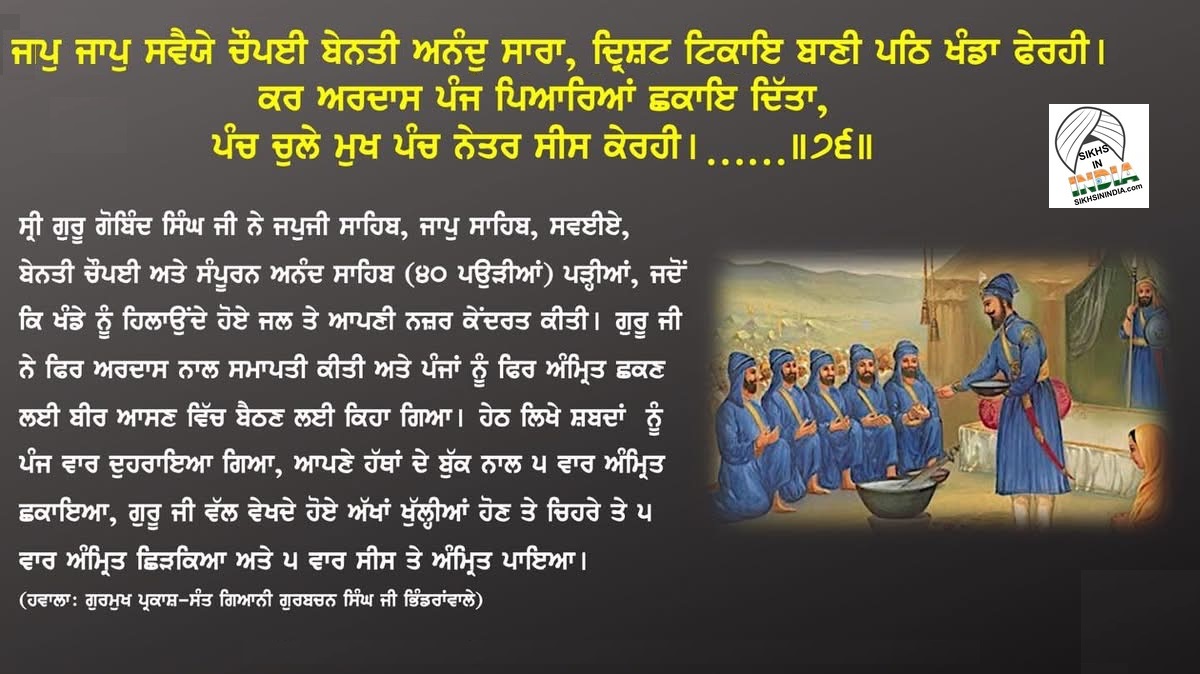 ਜਪੁ ਜਾਪੁ ਸਵੈਯੇ ਚੌਪਈ ਬੇਨਤੀ ਅਨੰਦੁ ਸਾਰਾ, ਦ੍ਰਿਸ਼ਟ ਟਿਕਾਇ ਬਾਣੀ ਪਠਿ ਖੰਡਾ ਫੇਰਹੀ।
ਕਰ ਅਰਦਾਸ ਪੰਜ ਪਿਆਰਿਆਂ ਛਕਾਇ ਦਿੱਤਾ,
ਪੰਚ ਚੁਲੇ ਮੁਖ ਪੰਚ ਨੇਤਰ ਸੀਸ ਕੇਰਹੀ।......॥੭੬॥
SIKHS
IN
INDIA
SIKHSININDIA.com
ਸ੍ਰੀ ਗੁਰੂ ਗੋਬਿੰਦ ਸਿੰਘ ਜੀ ਨੇ ਜਪੁਜੀ ਸਾਹਿਬ, ਜਾਪੁ ਸਾਹਿਬ, ਸਵਈਏ,
ਬੇਨਤੀ ਚੌਪਈ ਅਤੇ ਸੰਪੂਰਨ ਅਨੰਦ ਸਾਹਿਬ (੪੦ ਪਉੜੀਆਂ) ਪੜ੍ਹੀਆਂ, ਜਦੋਂ
ਕਿ ਖੰਡੇ ਨੂੰ ਹਿਲਾਉਂਦੇ ਹੋਏ ਜਲ ਤੇ ਆਪਣੀ ਨਜ਼ਰ ਕੇਂਦਰਤ ਕੀਤੀ। ਗੁਰੂ ਜੀ
ਨੇ ਫਿਰ ਅਰਦਾਸ ਨਾਲ ਸਮਾਪਤੀ ਕੀਤੀ ਅਤੇ ਪੰਜਾਂ ਨੂੰ ਫਿਰ ਅੰਮ੍ਰਿਤ ਛਕਣ
ਲਈ ਬੀਰ ਆਸਣ ਵਿੱਚ ਬੈਠਣ ਲਈ ਕਿਹਾ ਗਿਆ। ਹੇਠ ਲਿਖੇ ਸ਼ਬਦਾਂ ਨੂੰ
ਪੰਜ ਵਾਰ ਦੁਹਰਾਇਆ ਗਿਆ, ਆਪਣੇ ਹੱਥਾਂ ਦੇ ਬੁੱਕ ਨਾਲ ੫ ਵਾਰ ਅੰਮ੍ਰਿਤ
ਛਕਾਇਆ, ਗੁਰੂ ਜੀ ਵੱਲ ਵੇਖਦੇ ਹੋਏ ਅੱਖਾਂ ਖੁੱਲ੍ਹੀਆਂ ਹੋਣ ਤੇ ਚਿਹਰੇ ਤੇ ੫
ਵਾਰ ਅੰਮ੍ਰਿਤ ਛਿੜਕਿਆ ਅਤੇ ੫ ਵਾਰ ਸੀਸ ਤੇ ਅੰਮ੍ਰਿਤ ਪਾਇਆ।
(ਹਵਾਲਾ: ਗੁਰਮੁਖ ਪ੍ਰਕਾਸ਼-ਸੰਤ ਗਿਆਨੀ ਗੁਰਬਚਨ ਸਿੰਘ ਜੀ ਭਿੰਡਰਾਂਵਾਲੇ)